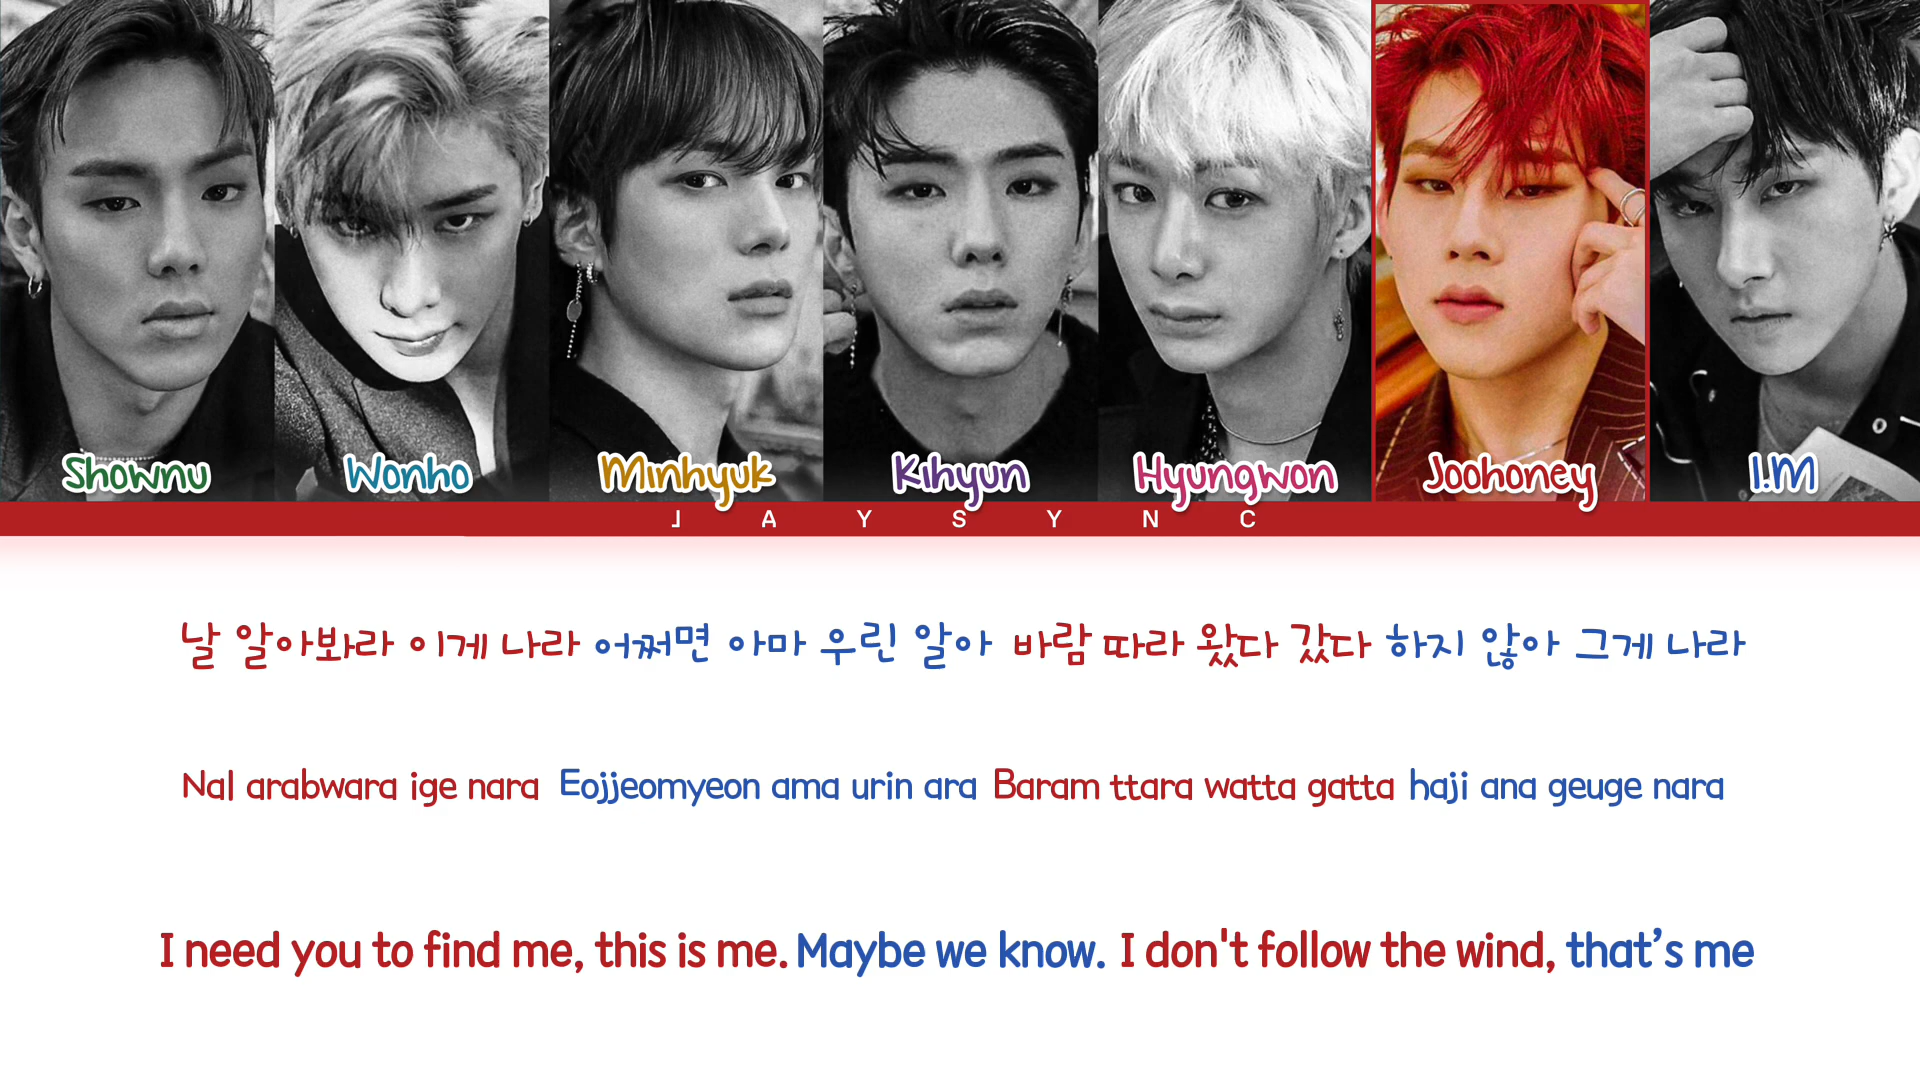 Shownu Wonho Minhyuk Kihyun Hyungwon Joohoney I.M
JAYSYNC
날 알아봐라 이게 나라 어쩌면 아마 우린 알아 바람 따라 왔다 갔다 하지 않아 그게 나라
Nal arabwara ige nara Eojjeomyeon ama urin ara Baram ttara watta gatta haji ana geuge nara
I need you to find me, this is me. Maybe we know. I don't follow the wind, that’s me